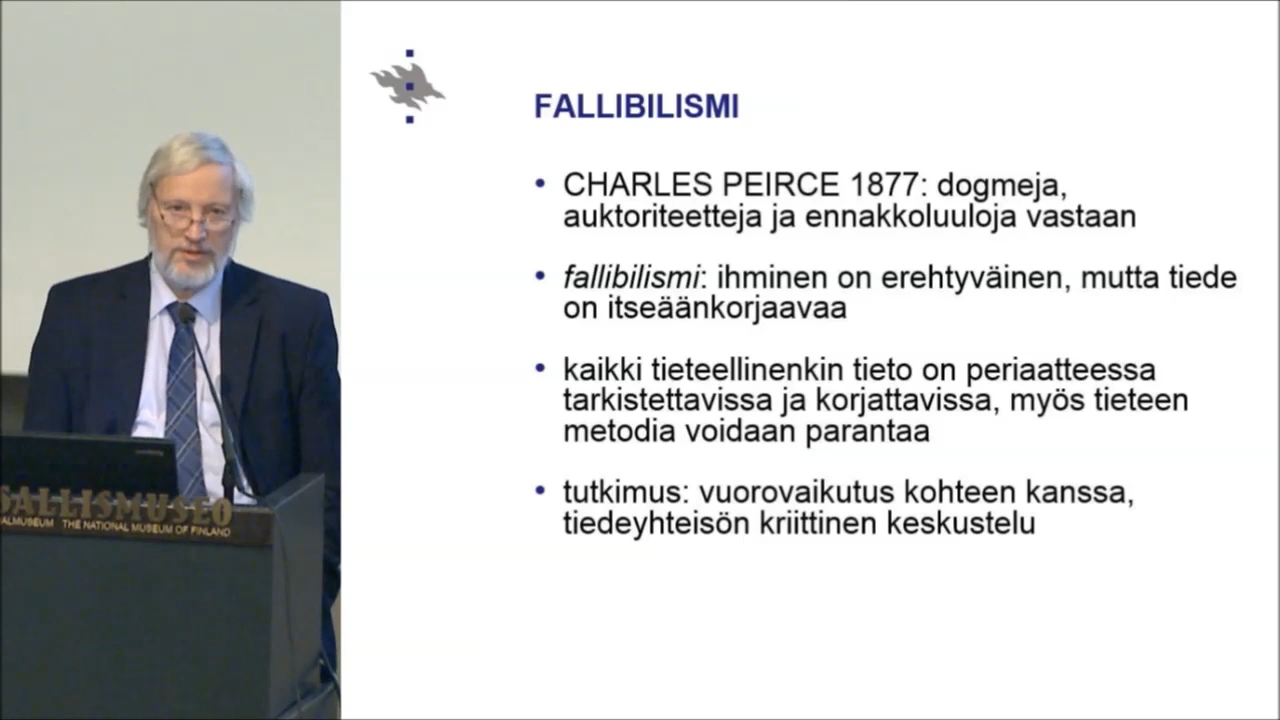 FALLIBILISMI
• CHARLES PEIRCE 1877: dogmeja,
auktoriteetteja ja ennakkoluuloja vastaan
• fallibilismi: ihminen on erehtyväinen, mutta tiede
on itseäänkorjaavaa
• kaikki tieteellinenkin tieto on periaatteessa
tarkistettavissa ja korjattavissa, myös tieteen
metodia voidaan parantaa
• tutkimus: vuorovaikutus kohteen kanssa,
tiedeyhteisön kriittinen keskustelu
SALLISMUSEO
ALMUSEUM THE NATIONAL MUSEUM OF FINLAND